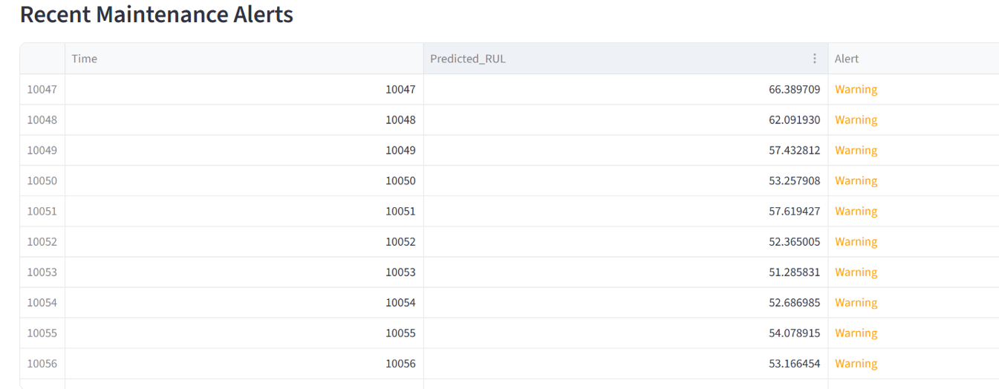 Recent Maintenance Alerts
Time Predicted_RUL Alert
10047 10047 66.389709 Warning
10048 10048 62.091930 Warning
10049 10049 57.432812 Warning
10050 10050 53.257908 Warning
10051 10051 57.619427 Warning
10052 10052 52.365005 Warning
10053 10053 51.285831 Warning
10054 10054 52.686985 Warning
10055 10055 54.078915 Warning
10056 10056 53.166454 Warning